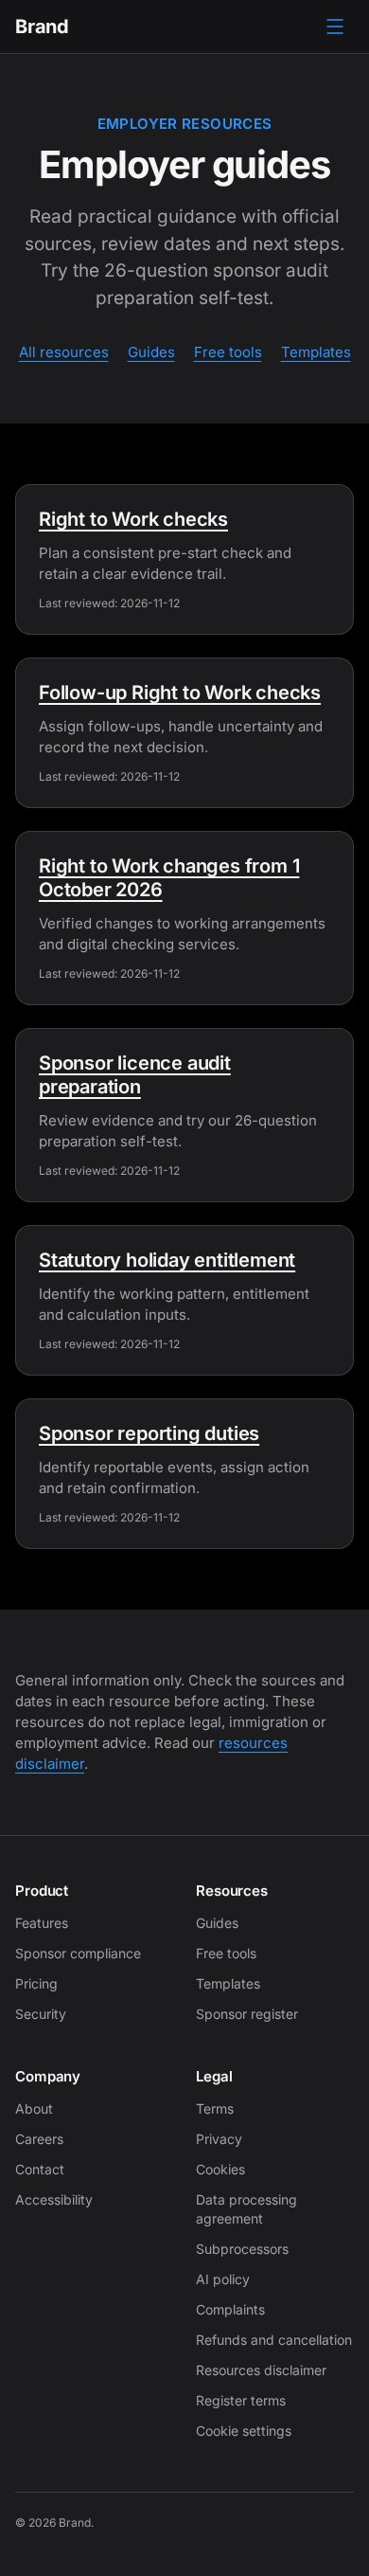 Brand
EMPLOYER RESOURCES
Employer guides
Read practical guidance with official
sources, review dates and next steps.
Try the 26-question sponsor audit
preparation self-test.
All resources Guides Free tools Templates
Right to Work checks
Plan a consistent pre-start check and
retain a clear evidence trail.
Last reviewed: 2026-11-12
Follow-up Right to Work checks
Assign follow-ups, handle uncertainty and
record the next decision.
Last reviewed: 2026-11-12
Right to Work changes from 1
October 2026
Verified changes to working arrangements
and digital checking services.
Last reviewed: 2026-11-12
Sponsor licence audit
preparation
Review evidence and try our 26-question
preparation self-test.
Last reviewed: 2026-11-12
Statutory holiday entitlement
Identify the working pattern, entitlement
and calculation inputs.
Last reviewed: 2026-11-12
Sponsor reporting duties
Identify reportable events, assign action
and retain confirmation.
Last reviewed: 2026-11-12
General information only. Check the sources and
dates in each resource before acting. These
resources do not replace legal, immigration or
employment advice. Read our resources
disclaimer.
Product
Features
Sponsor compliance
Pricing
Security
Resources
Guides
Free tools
Templates
Sponsor register
Company
About
Careers
Contact
Accessibility
Legal
Terms
Privacy
Cookies
Data processing
agreement
Subprocessors
AI policy
Complaints
Refunds and cancellation
Resources disclaimer
Register terms
Cookie settings
© 2026 Brand.